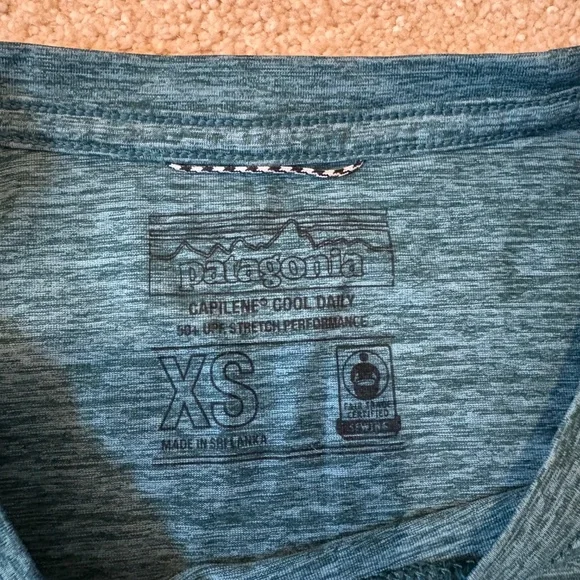 patagonia
CAPILENE® COOL DAILY
50+ UPF, STRETCH PERFORMANCE
XS
MADE IN SRI LANKA
FAIR TRADE
CERTIFIED
SEWING